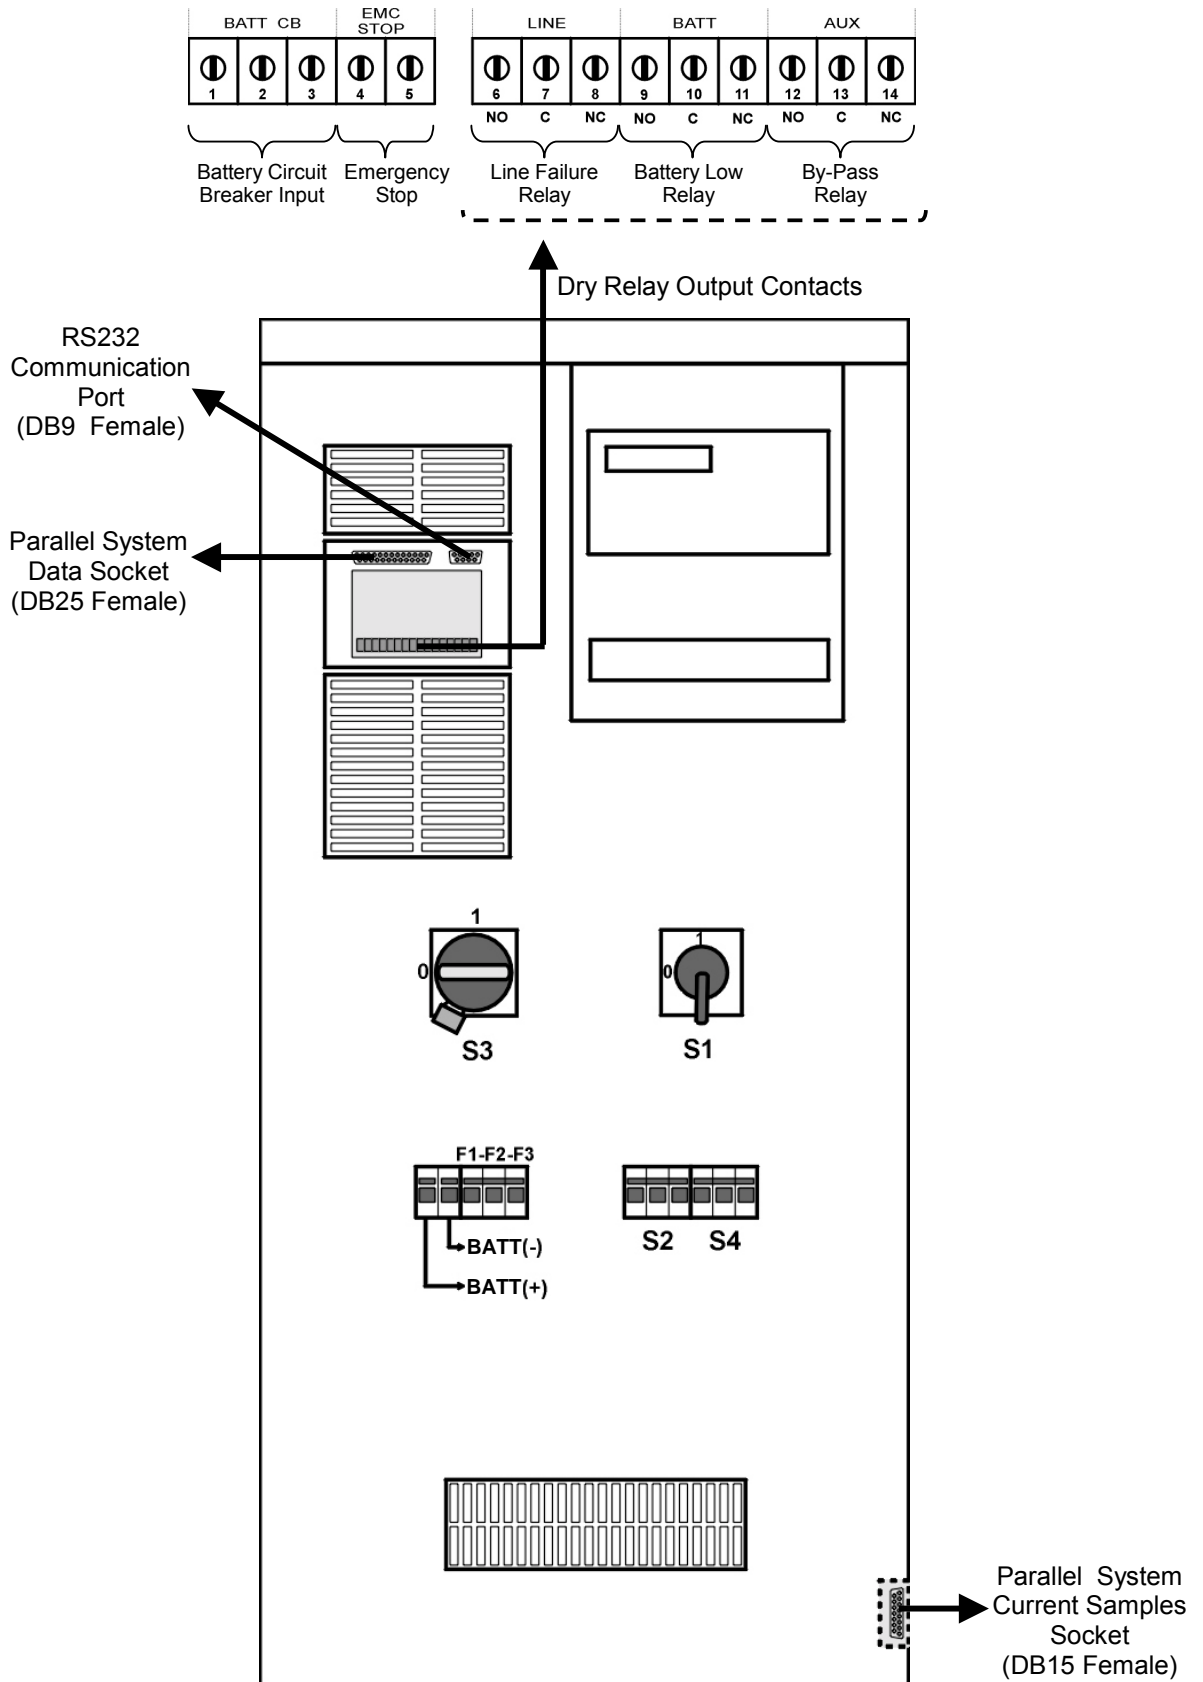 BATT CB
EMC
STOP
LINE
BATT
AUX
1 2 3 4 5 6 7 8 9 10 11 12 13 14
NO C NC NO C NC NO C NC
Battery Circuit
Breaker Input
Emergency
Stop
Line Failure
Relay
Battery Low
Relay
By-Pass
Relay
Dry Relay Output Contacts
RS232
Communication
Port
(DB9 Female)
Parallel System
Data Socket
(DB25 Female)
1
0
S3
1
0
S1
F1-F2-F3
BATT(-)
BATT(+)
S2 S4
Parallel System
Current Samples
Socket
(DB15 Female)